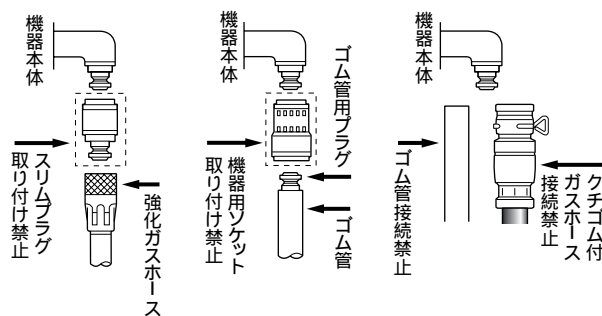 機器本体
スリムプラグ
取り付け禁止
強化ガスホース
機器本体
ゴム管用プラグ
機器用ソケット
取り付け禁止
ゴム管
機器本体
ゴム管接続禁止
クチゴム付
ガスホース
接続禁止